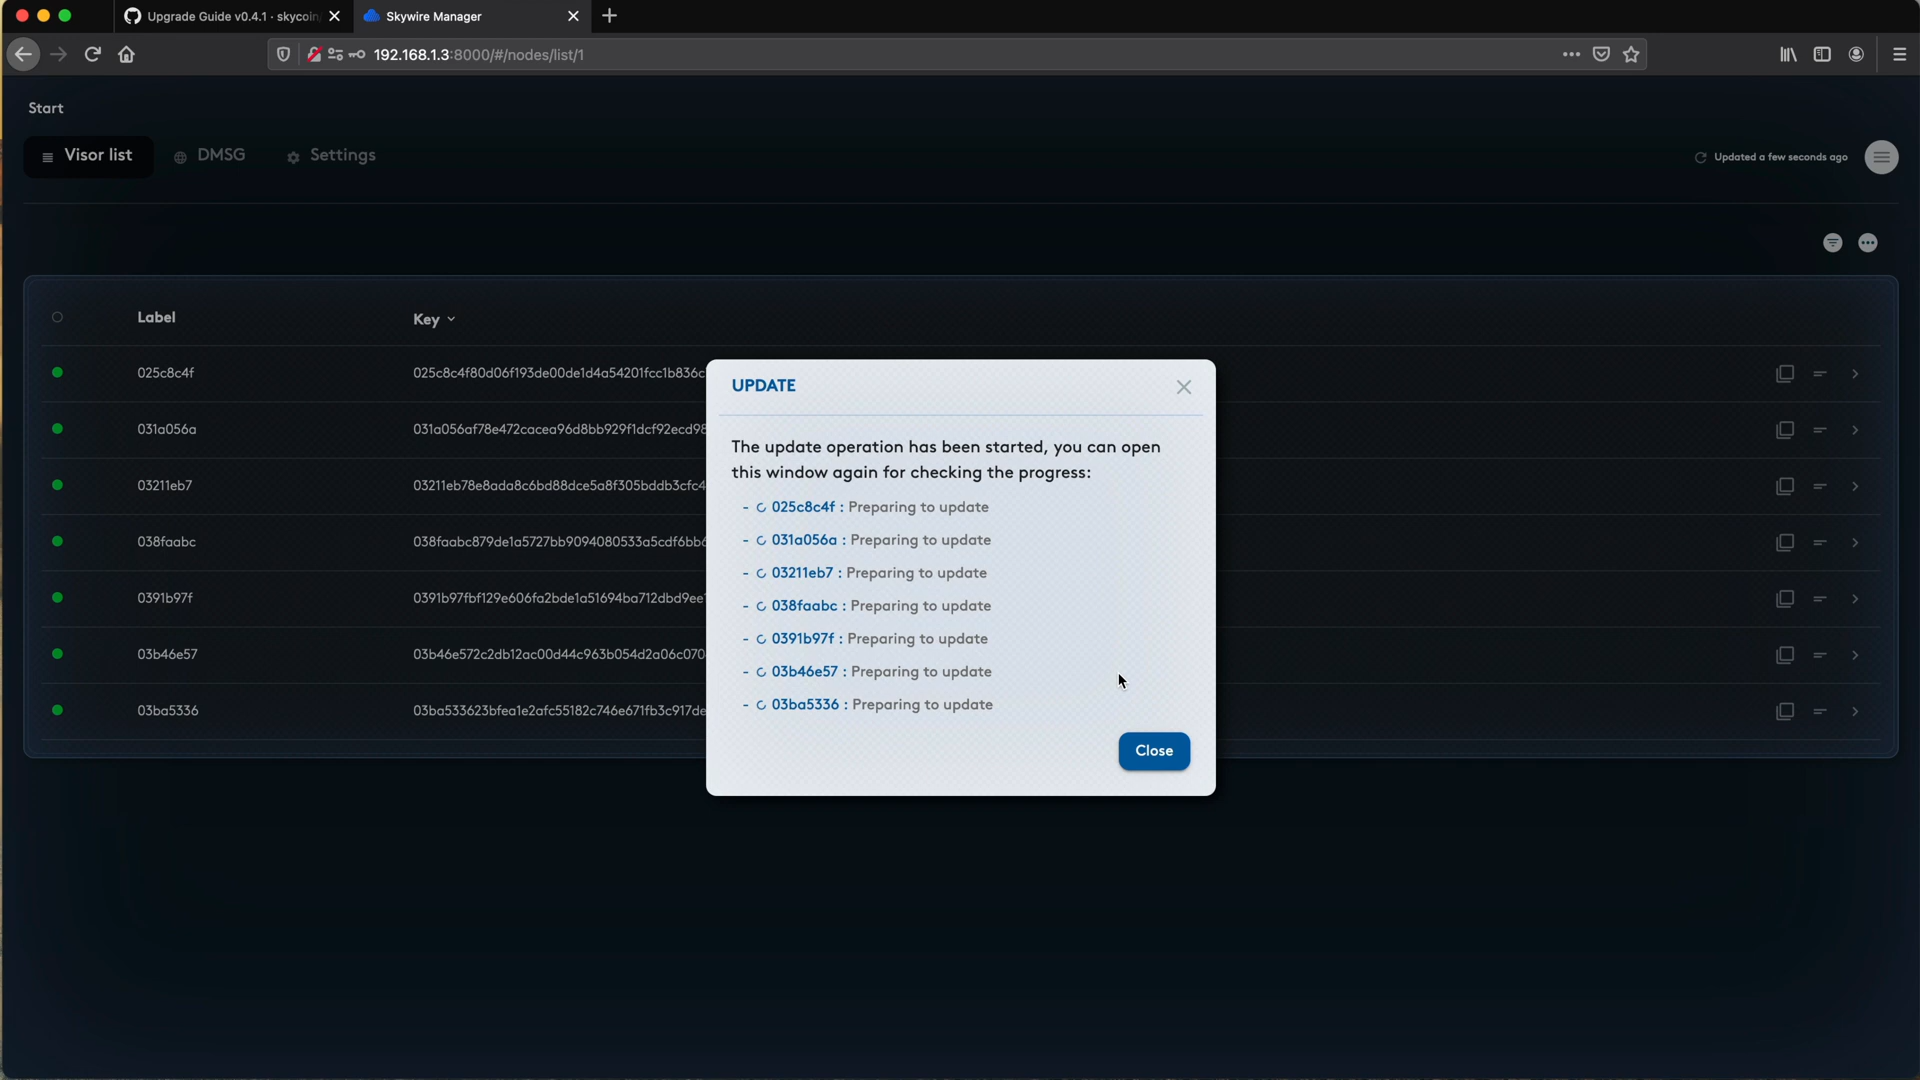 Upgrade Guide v0.4.1 · skycoin
Skywire Manager
192.168.1.3:8000/#/nodes/list/1
Start
Visor list
DMSG
Settings
Updated a few seconds ago
Label
Key
025c8c4f
025c8c4f80d06f193de00de1d4a54201fcc1b836c
031a056a
031a056af78e472cacea96d8bb929f1dcf92ecd98
03211eb7
03211eb78e8ada8c6bd88dce5a8f305bddb3cfc4
038faabc
038faabc879de1a5727bb9094080533a5cdf6bb6
0391b97f
0391b97fbf129e606fa2bde1a51694ba712dbd9ee1
03b46e57
03b46e572c2db12ac00d44c963b054d2a06c070
03ba5336
03ba533623bfea1e2afc55182c746e671fb3c917de
UPDATE
The update operation has been started, you can open
this window again for checking the progress:
- 025c8c4f : Preparing to update
- 031a056a : Preparing to update
- 03211eb7 : Preparing to update
- 038faabc : Preparing to update
- 0391b97f : Preparing to update
- 03b46e57 : Preparing to update
- 03ba5336 : Preparing to update
Close